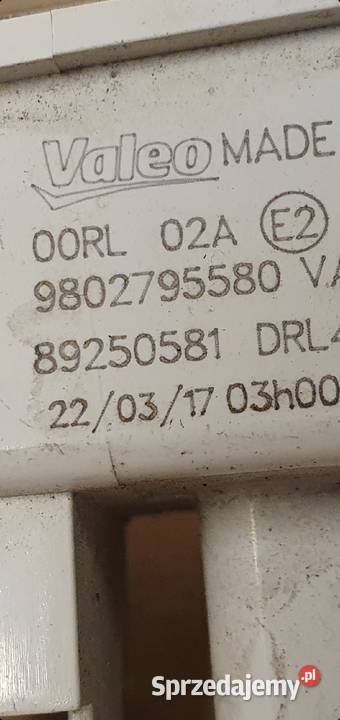 Valeo MADE
00RL 02A E2
9802795580
89250581
22/03/17 03h00
Sprzedajemy.pl